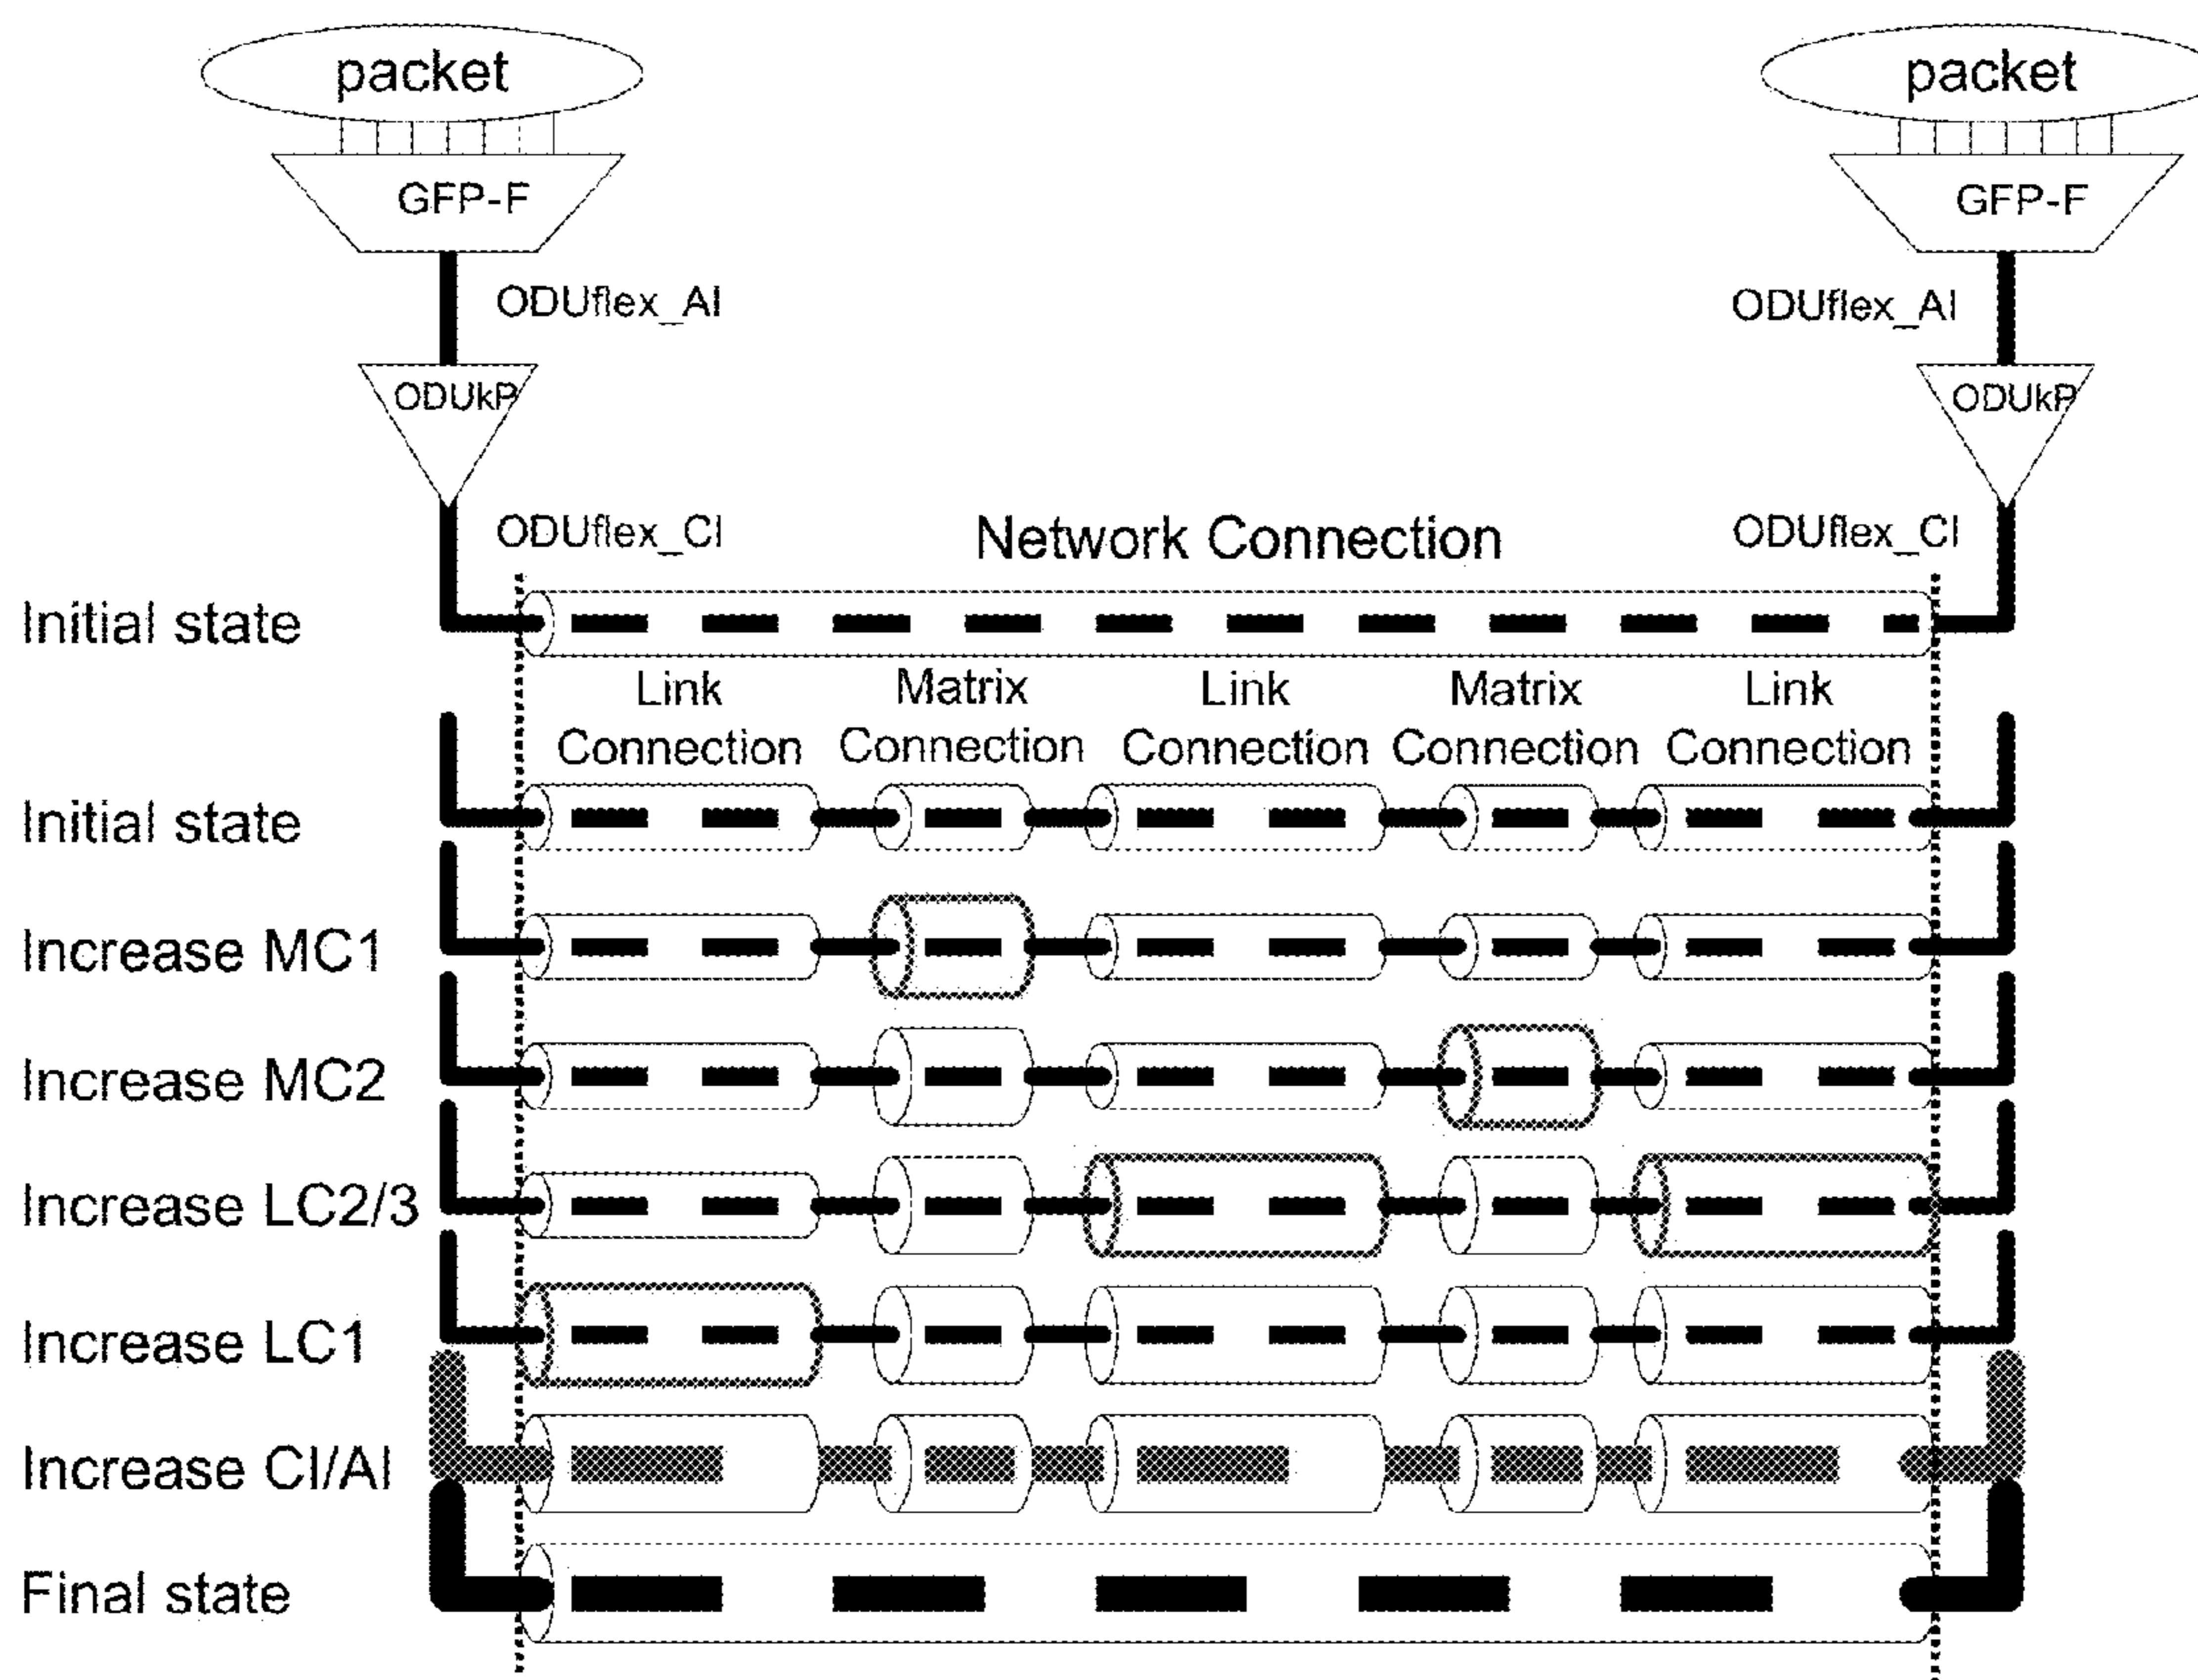 packet
packet
GFP-F
GFP-F
ODUflex_AI
ODUflex_AI
ODUkP
ODUkP
ODUflex_CI
Network Connection
ODUflex_CI
Initial state
Link Matrix Link Matrix Link
Connection Connection Connection Connection Connection
Initial state
Increase MC1
Increase MC2
Increase LC2/3
Increase LC1
Increase CI/AI
Final state